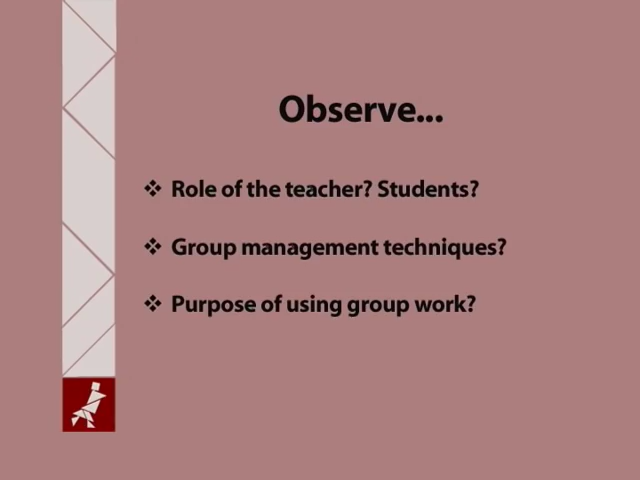 Observe...
❖ Role of the teacher? Students?
❖ Group management techniques?
❖ Purpose of using group work?